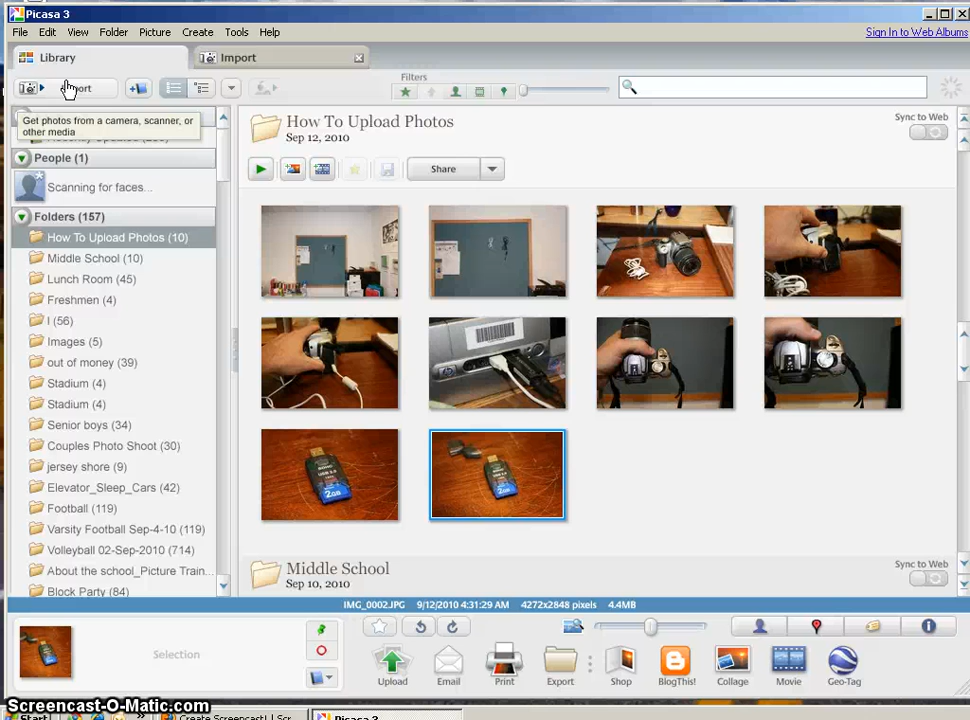 Picasa 3
File Edit View Folder Picture Create Tools Help
Sign In to Web Albums
Library
Import
Filters
Get photos from a camera, scanner, or
other media
People (1)
Scanning for faces...
Folders (157)
How To Upload Photos (10)
Middle School (10)
Lunch Room (45)
Freshmen (4)
I (56)
Images (5)
out of money (39)
Stadium (4)
Stadium (4)
Senior boys (34)
Couples Photo Shoot (30)
jersey shore (9)
Elevator_Sleep_Cars (42)
Football (119)
Varsity Football Sep-4-10 (119)
Volleyball 02-Sep-2010 (714)
About the school_Picture Train...
Block Party (84)
How To Upload Photos
Sep 12, 2010
Sync to Web
Share
2GB
2GB
Middle School
Sep 10, 2010
Sync to Web
IMG_0002.JPG 9/12/2010 4:31:29 AM 4272x2848 pixels 4.4MB
Selection
Upload Email Print Export Shop BlogThis! Collage Movie Geo-Tag
Screencast-O-Matic.com
Start
Create Screencast | Scr...
Picasa 3